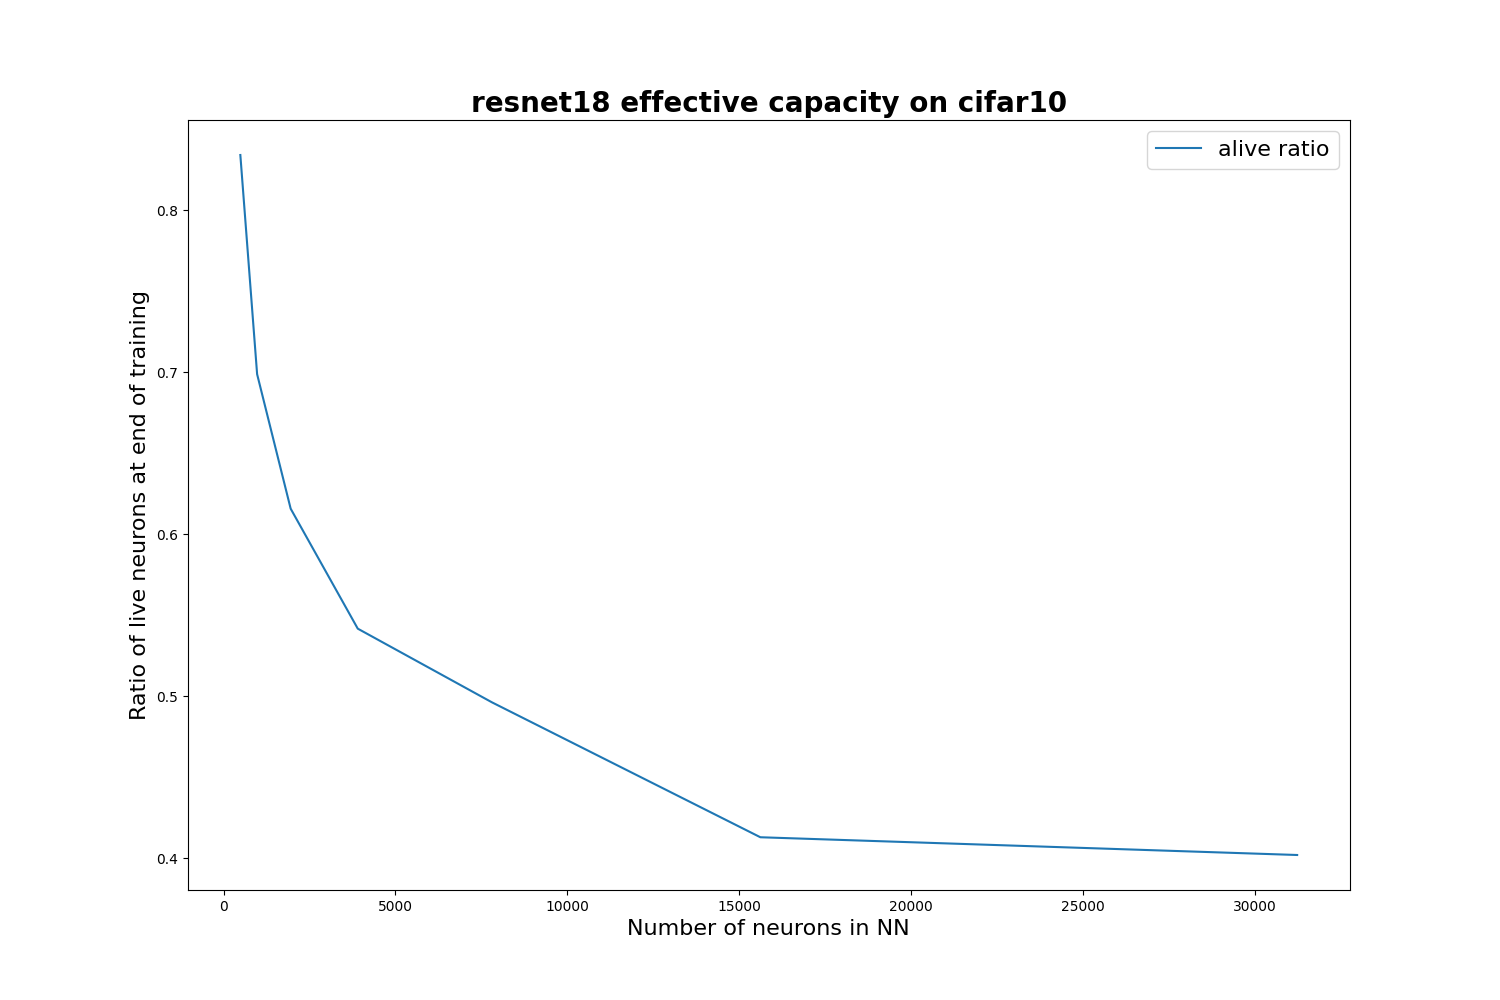 resnet18 effective capacity on cifar10
alive ratio
Ratio of live neurons at end of training
0.8
0.7
0.6
0.5
0.4
0 5000 10000 15000 20000 25000 30000
Number of neurons in NN